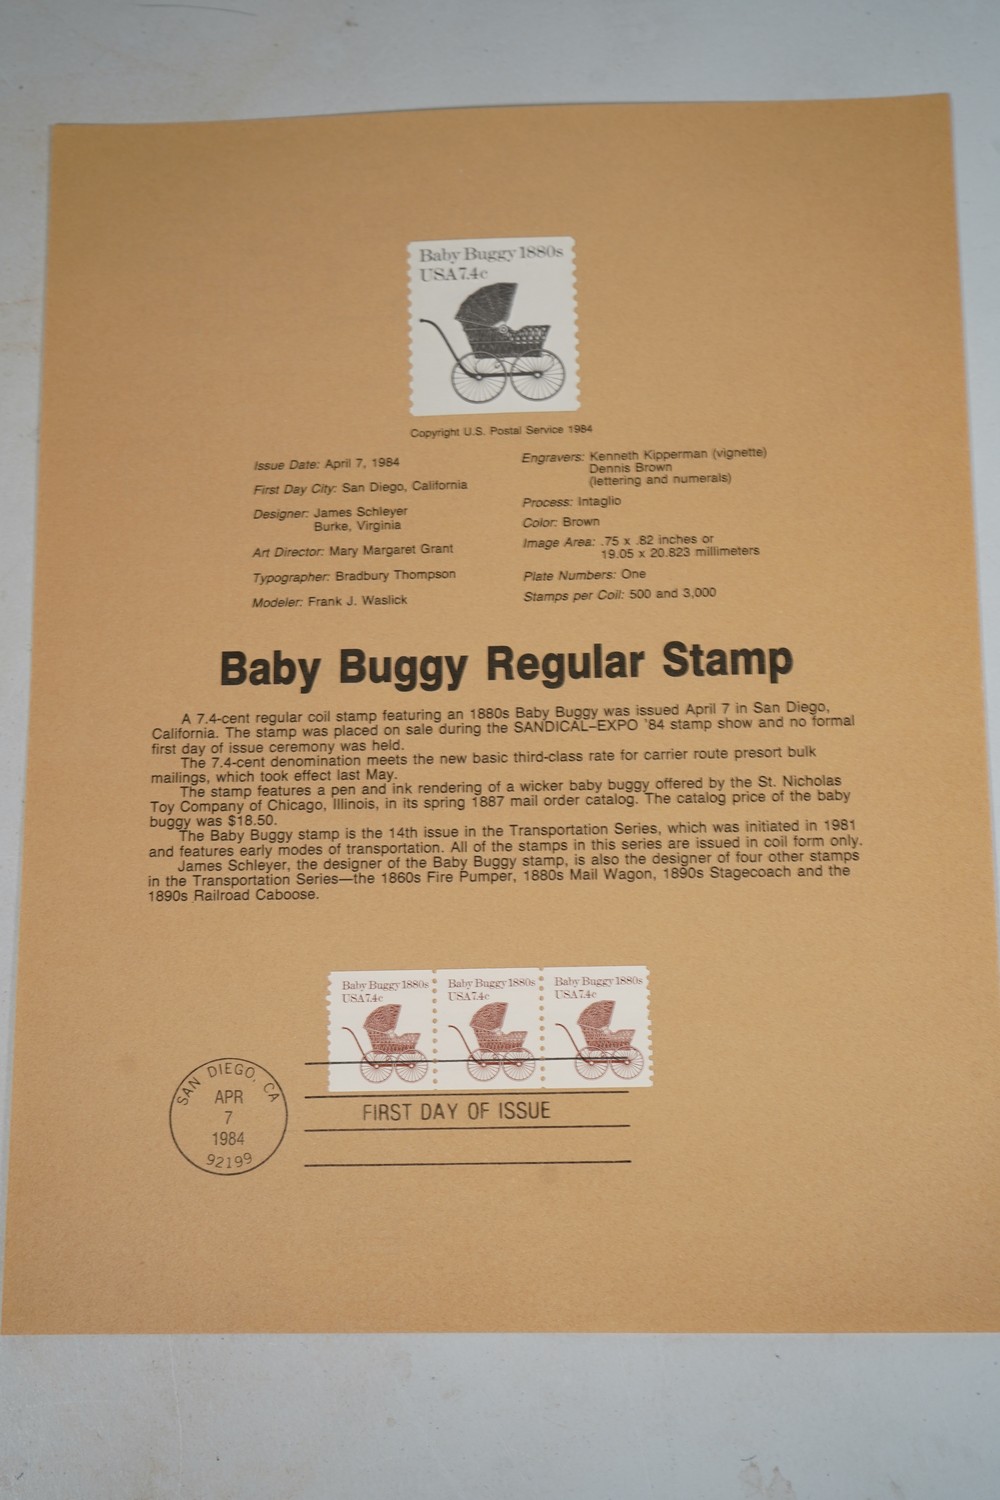 Baby Buggy 1880s
USA 7.4c
Copyright U.S. Postal Service 1984
Issue Date: April 7, 1984
First Day City: San Diego, California
Designer: James Schleyer
Burke, Virginia
Art Director: Mary Margaret Grant
Typographer: Bradbury Thompson
Modeler: Frank J. Waslick
Engravers: Kenneth Kipperman (vignette)
Dennis Brown
(lettering and numerals)
Process: Intaglio
Color: Brown
Image Area: .75 x .82 inches or
19.05 x 20.823 millimeters
Plate Numbers: One
Stamps per Coil: 500 and 3,000
Baby Buggy Regular Stamp
A 7.4-cent regular coil stamp featuring an 1880s Baby Buggy was issued April 7 in San Diego,
California. The stamp was placed on sale during the SANDICAL–EXPO '84 stamp show and no formal
first day of issue ceremony was held.
The 7.4-cent denomination meets the new basic third-class rate for carrier route presort bulk
mailings, which took effect last May.
The stamp features a pen and ink rendering of a wicker baby buggy offered by the St. Nicholas
Toy Company of Chicago, Illinois, in its spring 1887 mail order catalog. The catalog price of the baby
buggy was $18.50.
The Baby Buggy stamp is the 14th issue in the Transportation Series, which was initiated in 1981
and features early modes of transportation. All of the stamps in this series are issued in coil form only.
James Schleyer, the designer of the Baby Buggy stamp, is also the designer of four other stamps
in the Transportation Series—the 1860s Fire Pumper, 1880s Mail Wagon, 1890s Stagecoach and the
1890s Railroad Caboose.
Baby Buggy 1880s
USA 7.4c
Baby Buggy 1880s
USA 7.4c
Baby Buggy 1880s
USA 7.4c
SAN DIEGO, CA
APR
7
1984
92199
FIRST DAY OF ISSUE